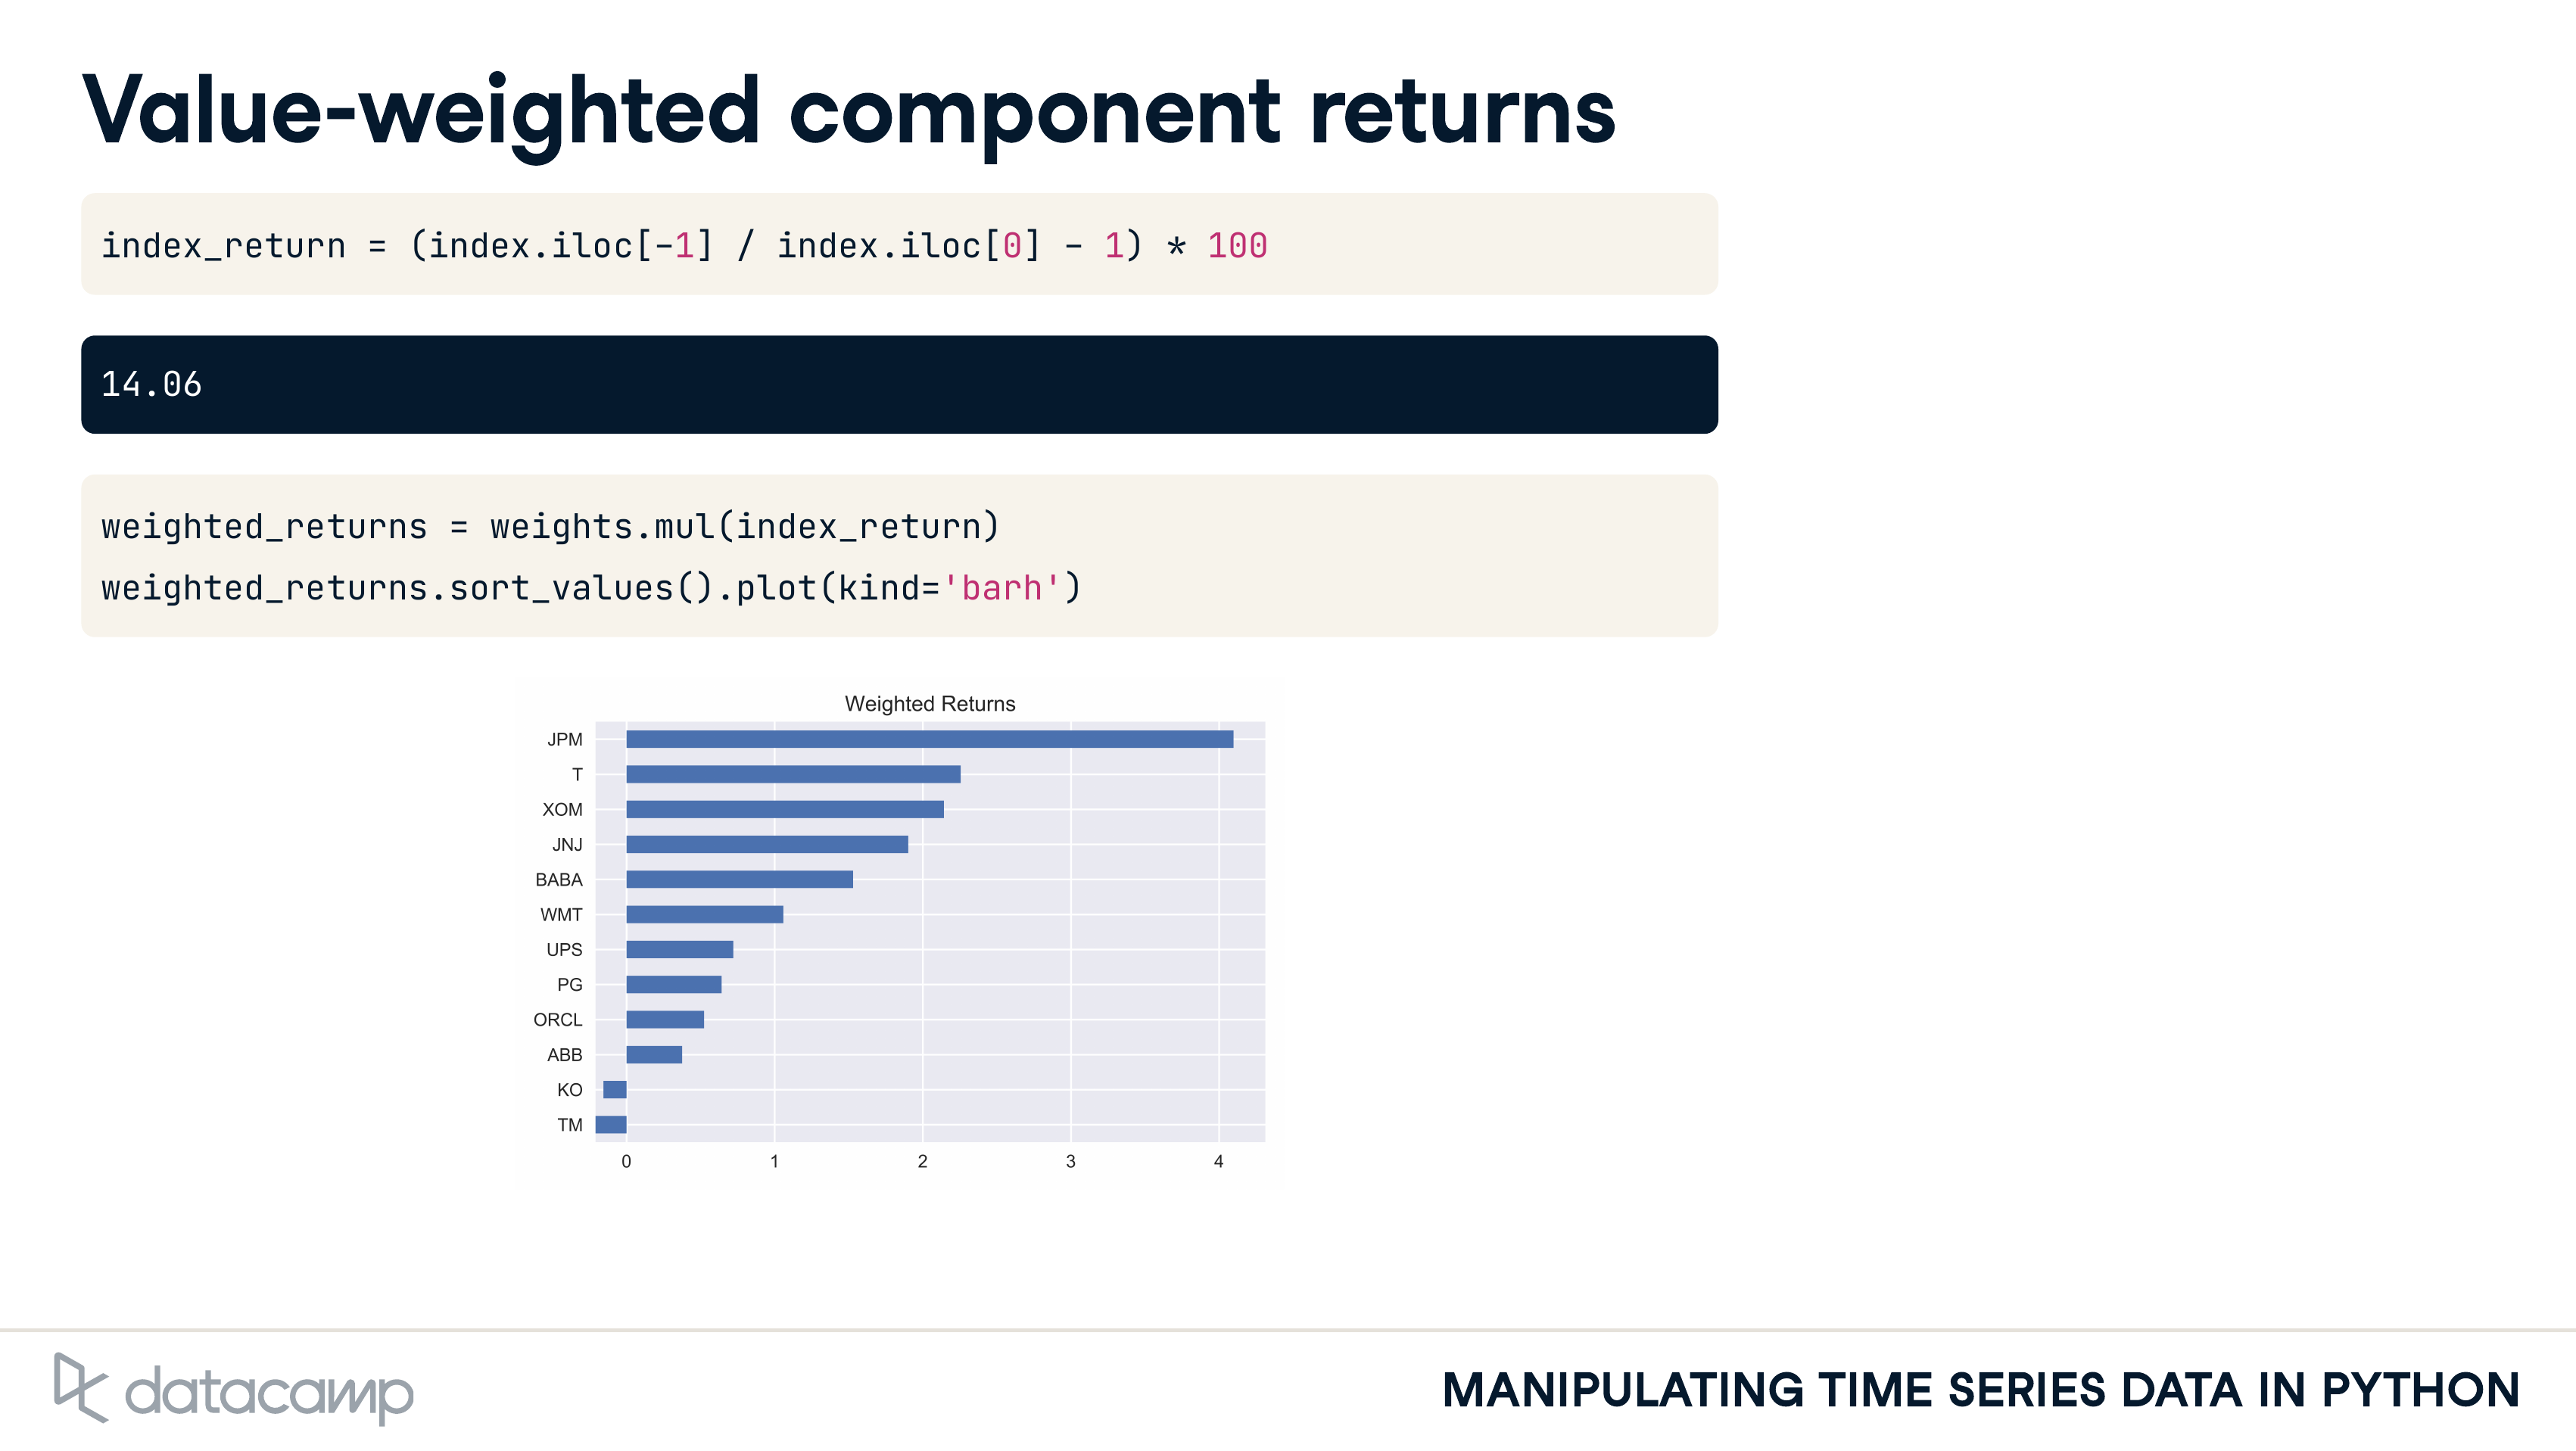 Value-weighted component returns
index_return = (index.iloc[-1] / index.iloc[0] - 1) * 100
14.06
weighted_returns = weights.mul(index_return)
weighted_returns.sort_values().plot(kind='barh')
Weighted Returns
JPM
T
XOM
JNJ
BABA
WMT
UPS
PG
ORCL
ABB
KO
TM
0 1 2 3 4
datacamp
MANIPULATING TIME SERIES DATA IN PYTHON